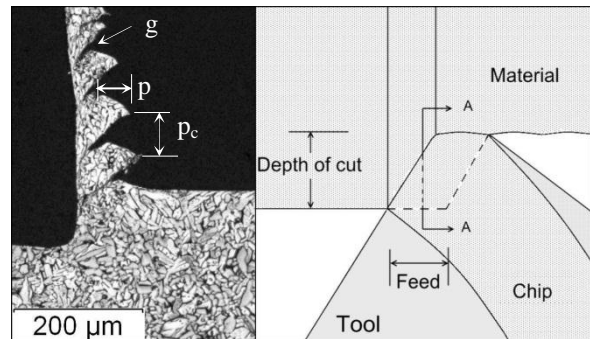 g
p
pc
200 μm
Material
A
Depth of cut
A
Feed
Chip
Tool